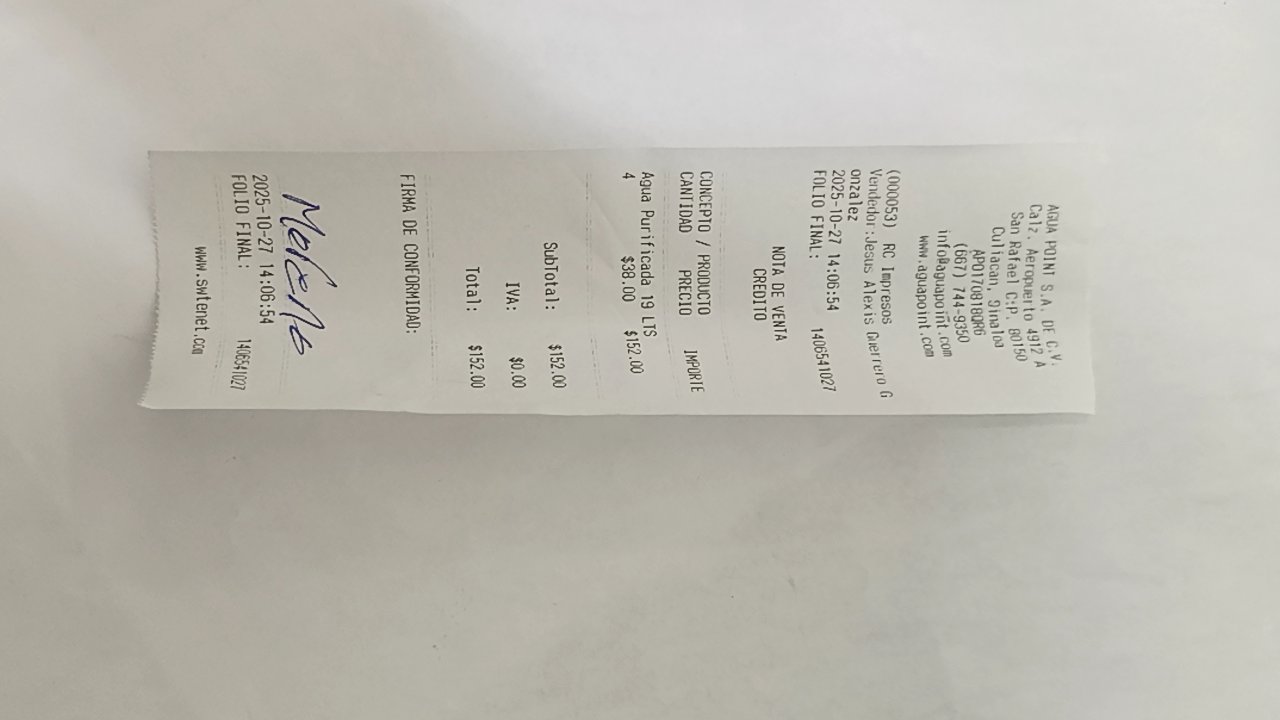 AGUA POINT S.A. DE C.V.
Calz. Aeropuerto 4912 A
San Rafael C.P. 80150
Culiacan, Sinaloa
APO170818QR6
(667) 744-9350
info@aguapoint.com
www.aguapoint.com
(000053) RC Impresos
Vendedor:Jesus Alexis Guerrero G
onzalez
2025-10-27 14:06:54
FOLIO FINAL: 1406541027
NOTA DE VENTA
CREDITO
CONCEPTO / PRODUCTO
CANTIDAD PRECIO IMPORTE
Agua Purificada 19 LTS
4 $38.00 $152.00
SubTotal: $152.00
IVA: $0.00
Total: $152.00
FIRMA DE CONFORMIDAD:
Morena
2025-10-27 14:06:54
FOLIO FINAL: 1406541027
www.swtenet.com